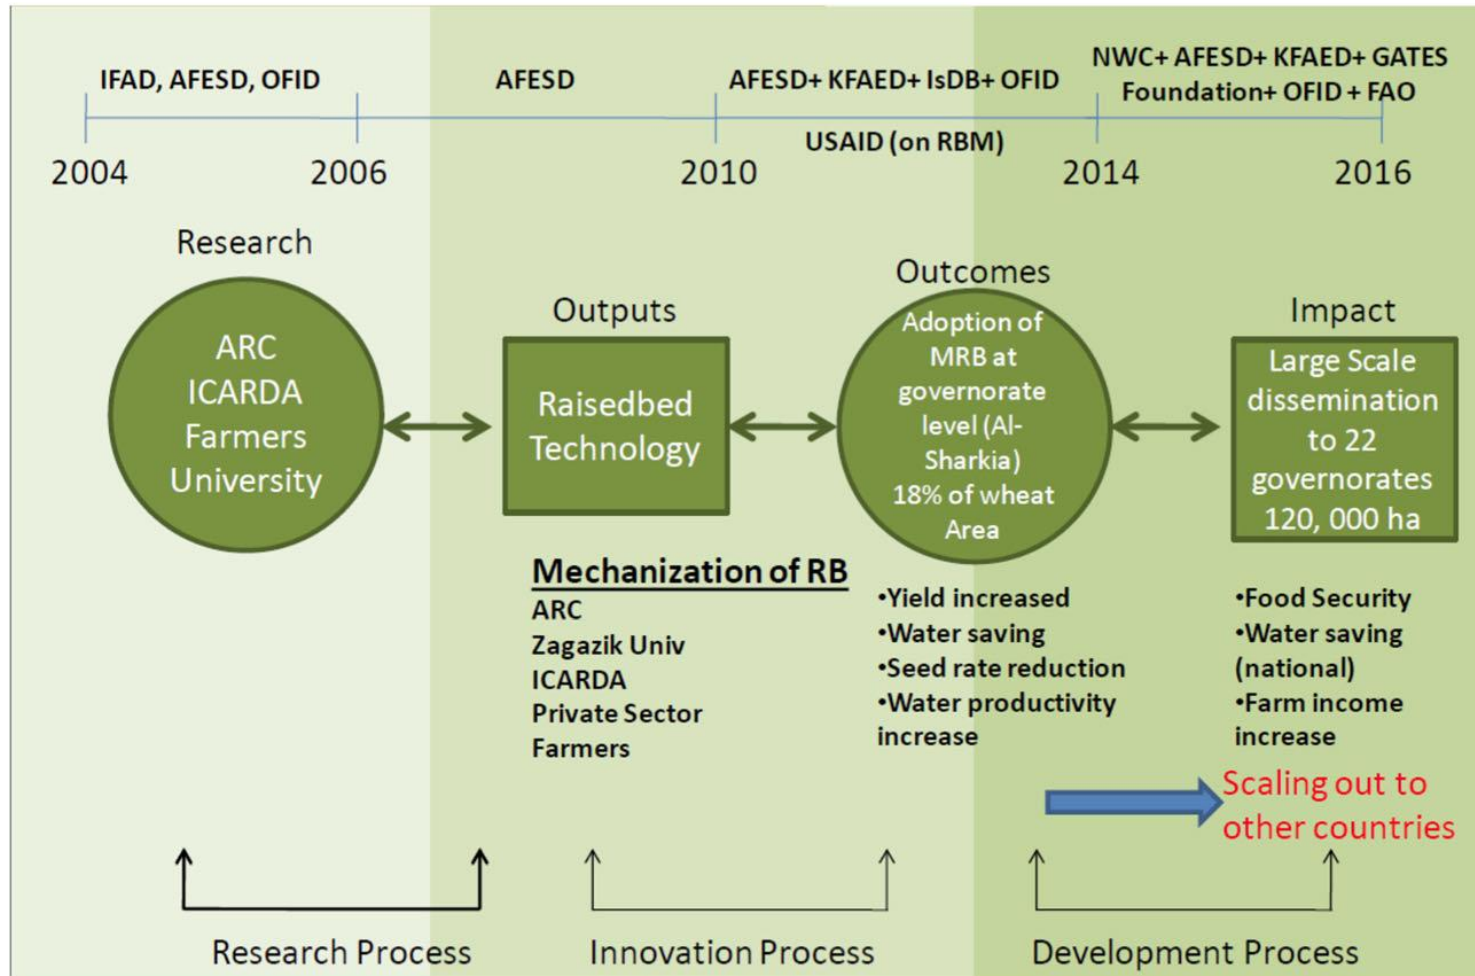 IFAD, AFESD, OFID
AFESD
AFESD+ KFAED+ IsDB+ OFID
NWC+ AFESD+ KFAED+ GATES
Foundation+ OFID + FAO
USAID (on RBM)
2004
2006
2010
2014
2016
Research
ARC
ICARDA
Farmers
University
Outputs
Raisedbed
Technology
Mechanization of RB
ARC
Zagazik Univ
ICARDA
Private Sector
Farmers
Outcomes
Adoption of
MRB at
governorate
level (Al-
Sharkia)
18% of wheat
Area
•Yield increased
•Water saving
•Seed rate reduction
•Water productivity
increase
Impact
Large Scale
dissemination
to 22
governorates
120, 000 ha
•Food Security
•Water saving
(national)
•Farm income
increase
Scaling out to
other countries
Research Process
Innovation Process
Development Process